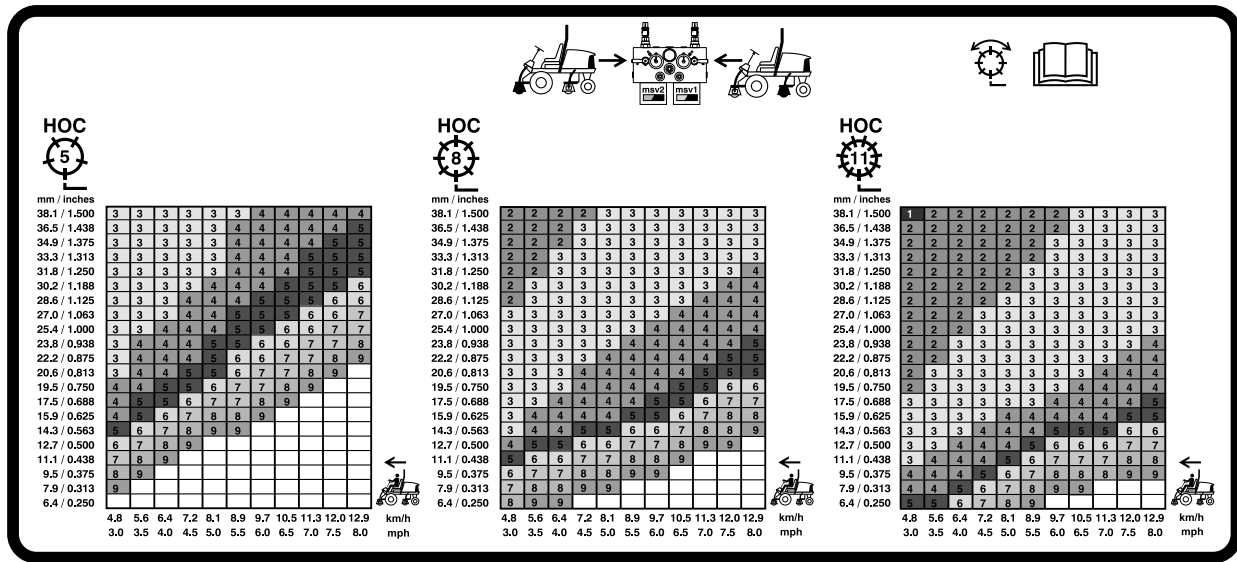 msv2 msv1
HOC
5
mm / inches
38.1 / 1.500 3 3 3 3 3 3 4 4 4 4 4
36.5 / 1.438 3 3 3 3 3 4 4 4 4 4 5
34.9 / 1.375 3 3 3 3 3 4 4 4 4 5 5
33.3 / 1.313 3 3 3 3 3 4 4 4 5 5 5
31.8 / 1.250 3 3 3 3 3 4 4 4 5 5 5
30.2 / 1.188 3 3 3 3 4 4 4 5 5 5 6
28.6 / 1.125 3 3 3 4 4 4 5 5 5 6 6
27.0 / 1.063 3 3 3 4 4 5 5 5 6 6 7
25.4 / 1.000 3 3 4 4 4 5 5 6 6 7 7
23.8 / 0.938 3 4 4 4 5 5 6 6 7 7 8
22.2 / 0.875 3 4 4 4 5 6 6 7 7 8 9
20.6 / 0.813 3 4 4 5 5 6 7 7 8 9
19.5 / 0.750 4 4 5 5 6 7 7 8 9
17.5 / 0.688 4 5 5 6 7 7 8 9
15.9 / 0.625 4 5 6 7 8 8 9
14.3 / 0.563 5 6 7 8 9 9
12.7 / 0.500 6 7 8 9
11.1 / 0.438 7 8 9
9.5 / 0.375 8 9
7.9 / 0.313 9
6.4 / 0.250
4.8 5.6 6.4 7.2 8.1 8.9 9.7 10.5 11.3 12.0 12.9 km/h
3.0 3.5 4.0 4.5 5.0 5.5 6.0 6.5 7.0 7.5 8.0 mph
HOC
8
mm / inches
38.1 / 1.500 2 2 2 2 3 3 3 3 3 3 3
36.5 / 1.438 2 2 2 3 3 3 3 3 3 3 3
34.9 / 1.375 2 2 2 3 3 3 3 3 3 3 3
33.3 / 1.313 2 2 3 3 3 3 3 3 3 3 3
31.8 / 1.250 2 2 3 3 3 3 3 3 3 3 4
30.2 / 1.188 2 3 3 3 3 3 3 3 3 4 4
28.6 / 1.125 2 3 3 3 3 3 3 3 4 4 4
27.0 / 1.063 3 3 3 3 3 3 3 4 4 4 4
25.4 / 1.000 3 3 3 3 3 3 4 4 4 4 4
23.8 / 0.938 3 3 3 3 3 4 4 4 4 4 5
22.2 / 0.875 3 3 3 3 4 4 4 4 4 5 5
20.6 / 0.813 3 3 3 4 4 4 4 4 5 5 5
19.5 / 0.750 3 3 3 4 4 4 4 5 5 6 6
17.5 / 0.688 3 3 3 4 4 4 5 5 6 6 7
15.9 / 0.625 3 4 4 4 4 5 5 6 7 8 8
14.3 / 0.563 3 4 4 5 5 6 6 7 8 8 9
12.7 / 0.500 4 5 5 6 6 7 7 8 9 9
11.1 / 0.438 5 6 6 7 7 8 8 9
9.5 / 0.375 6 7 7 8 8 9 9
7.9 / 0.313 7 8 8 9 9
6.4 / 0.250 8 9 9
4.8 5.6 6.4 7.2 8.1 8.9 9.7 10.5 11.3 12.0 12.9 km/h
3.0 3.5 4.0 4.5 5.0 5.5 6.0 6.5 7.0 7.5 8.0 mph
HOC
11
mm / inches
38.1 / 1.500 1 2 2 2 2 2 2 3 3 3 3
36.5 / 1.438 2 2 2 2 2 2 2 3 3 3 3
34.9 / 1.375 2 2 2 2 2 2 3 3 3 3 3
33.3 / 1.313 2 2 2 2 2 2 3 3 3 3 3
31.8 / 1.250 2 2 2 2 2 3 3 3 3 3 3
30.2 / 1.188 2 2 2 2 2 3 3 3 3 3 3
28.6 / 1.125 2 2 2 2 3 3 3 3 3 3 3
27.0 / 1.063 2 2 2 3 3 3 3 3 3 3 3
25.4 / 1.000 2 2 2 3 3 3 3 3 3 3 3
23.8 / 0.938 2 2 3 3 3 3 3 3 3 3 4
22.2 / 0.875 2 3 3 3 3 3 3 3 3 4 4
20.6 / 0.813 2 3 3 3 3 3 3 3 4 4 4
19.5 / 0.750 2 3 3 3 3 3 3 4 4 4 4
17.5 / 0.688 3 3 3 3 3 3 4 4 4 4 5
15.9 / 0.625 3 3 3 3 4 4 4 4 4 5 5
14.3 / 0.563 3 3 3 4 4 4 5 5 5 6 6
12.7 / 0.500 3 3 4 4 4 5 6 6 6 7 7
11.1 / 0.438 3 4 4 4 5 6 6 7 7 8 8
9.5 / 0.375 4 4 4 5 6 7 8 8 8 9 9
7.9 / 0.313 4 4 5 6 7 8 9 9
6.4 / 0.250 5 5 6 7 8 9
4.8 5.6 6.4 7.2 8.1 8.9 9.7 10.5 11.3 12.0 12.9 km/h
3.0 3.5 4.0 4.5 5.0 5.5 6.0 6.5 7.0 7.5 8.0 mph